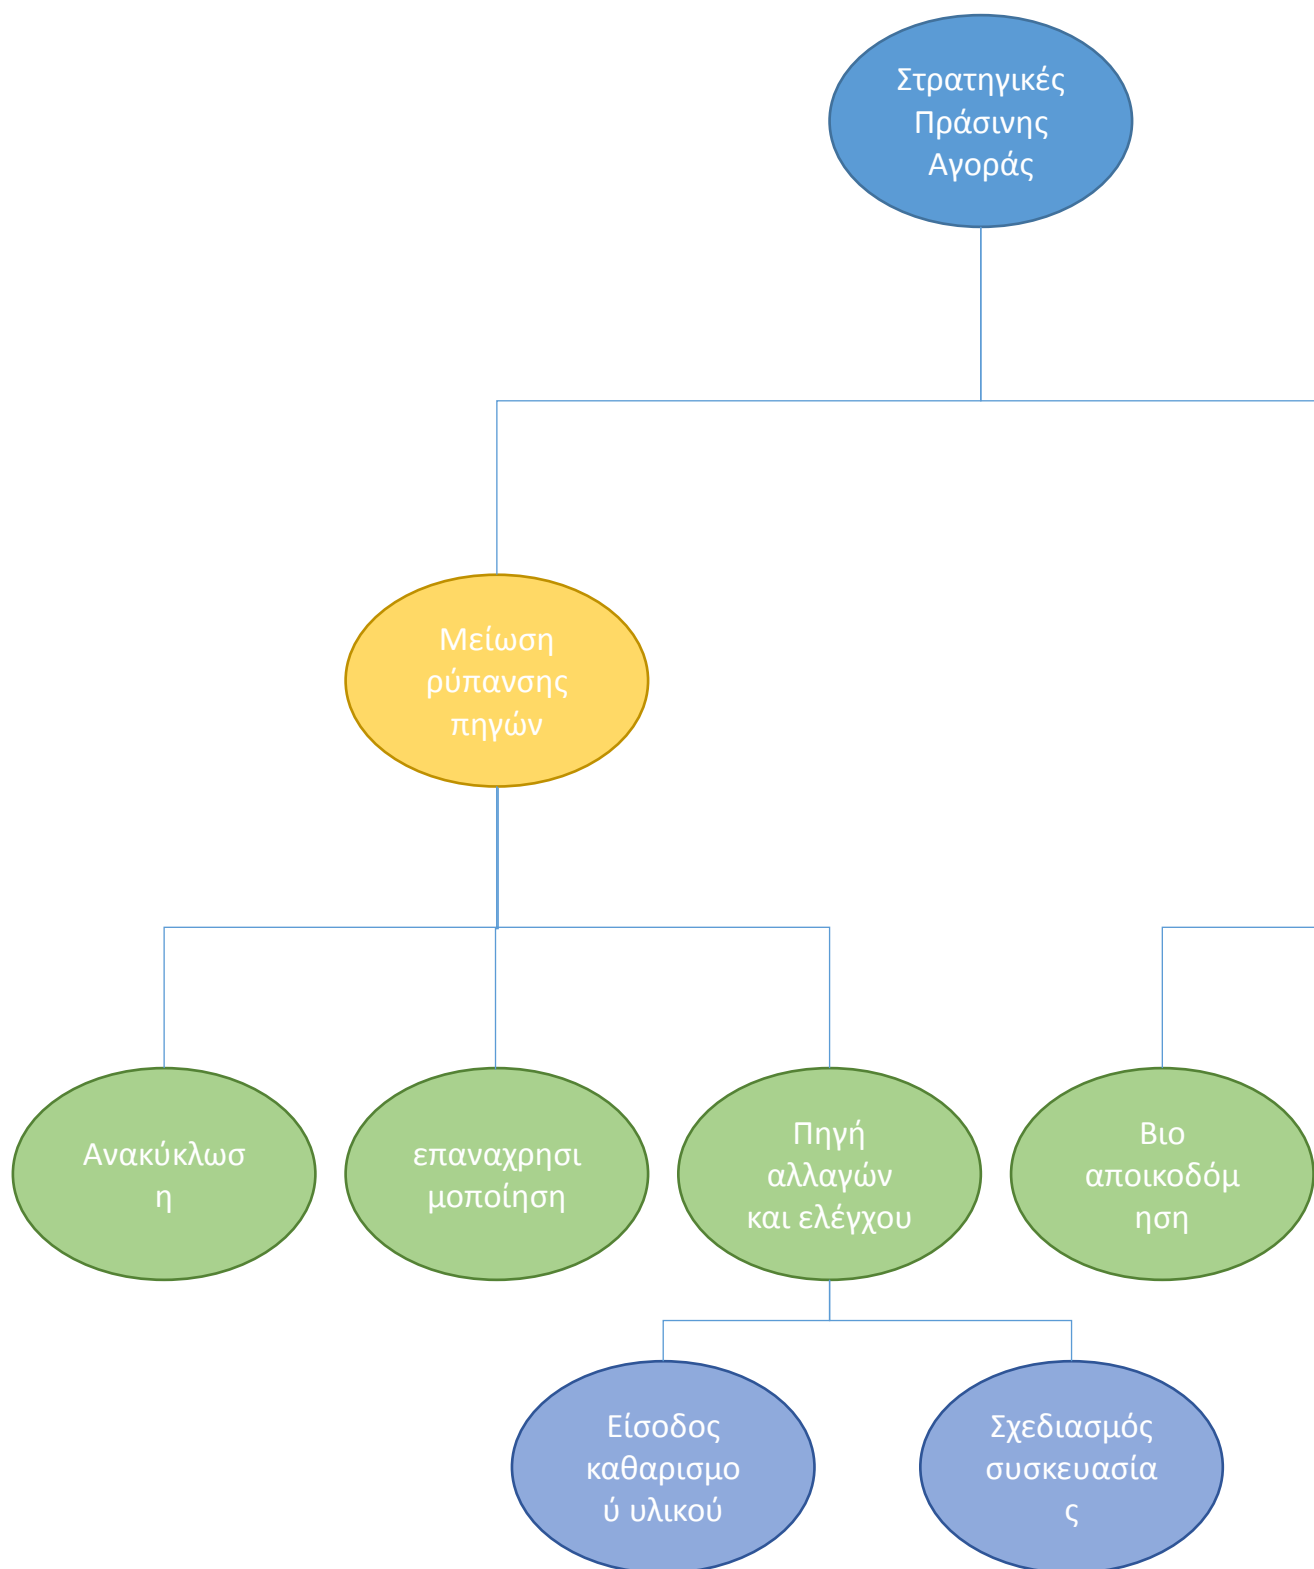 Στρατηγικές
Πράσινης
Αγοράς
Μείωση
ρύπανσης
πηγών
Ανακύκλωσ
η
επαναχρησι
μοποίηση
Πηγή
αλλαγών
και ελέγχου
Βιο
αποικοδόμ
ηση
Είσοδος
καθαρισμο
ύ υλικού
Σχεδιασμός
συσκευασία
ς